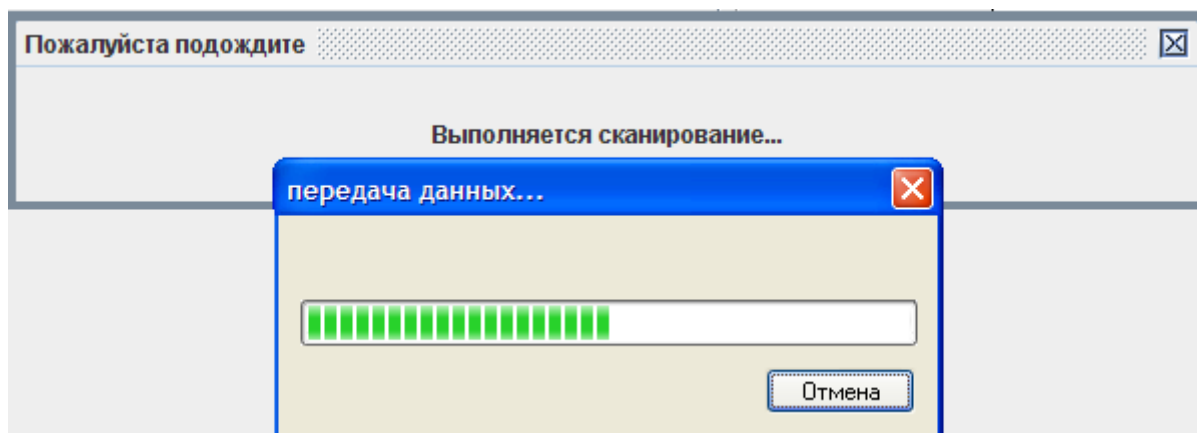 Пожалуйста подождите
Выполняется сканирование...
передача данных...
Отмена